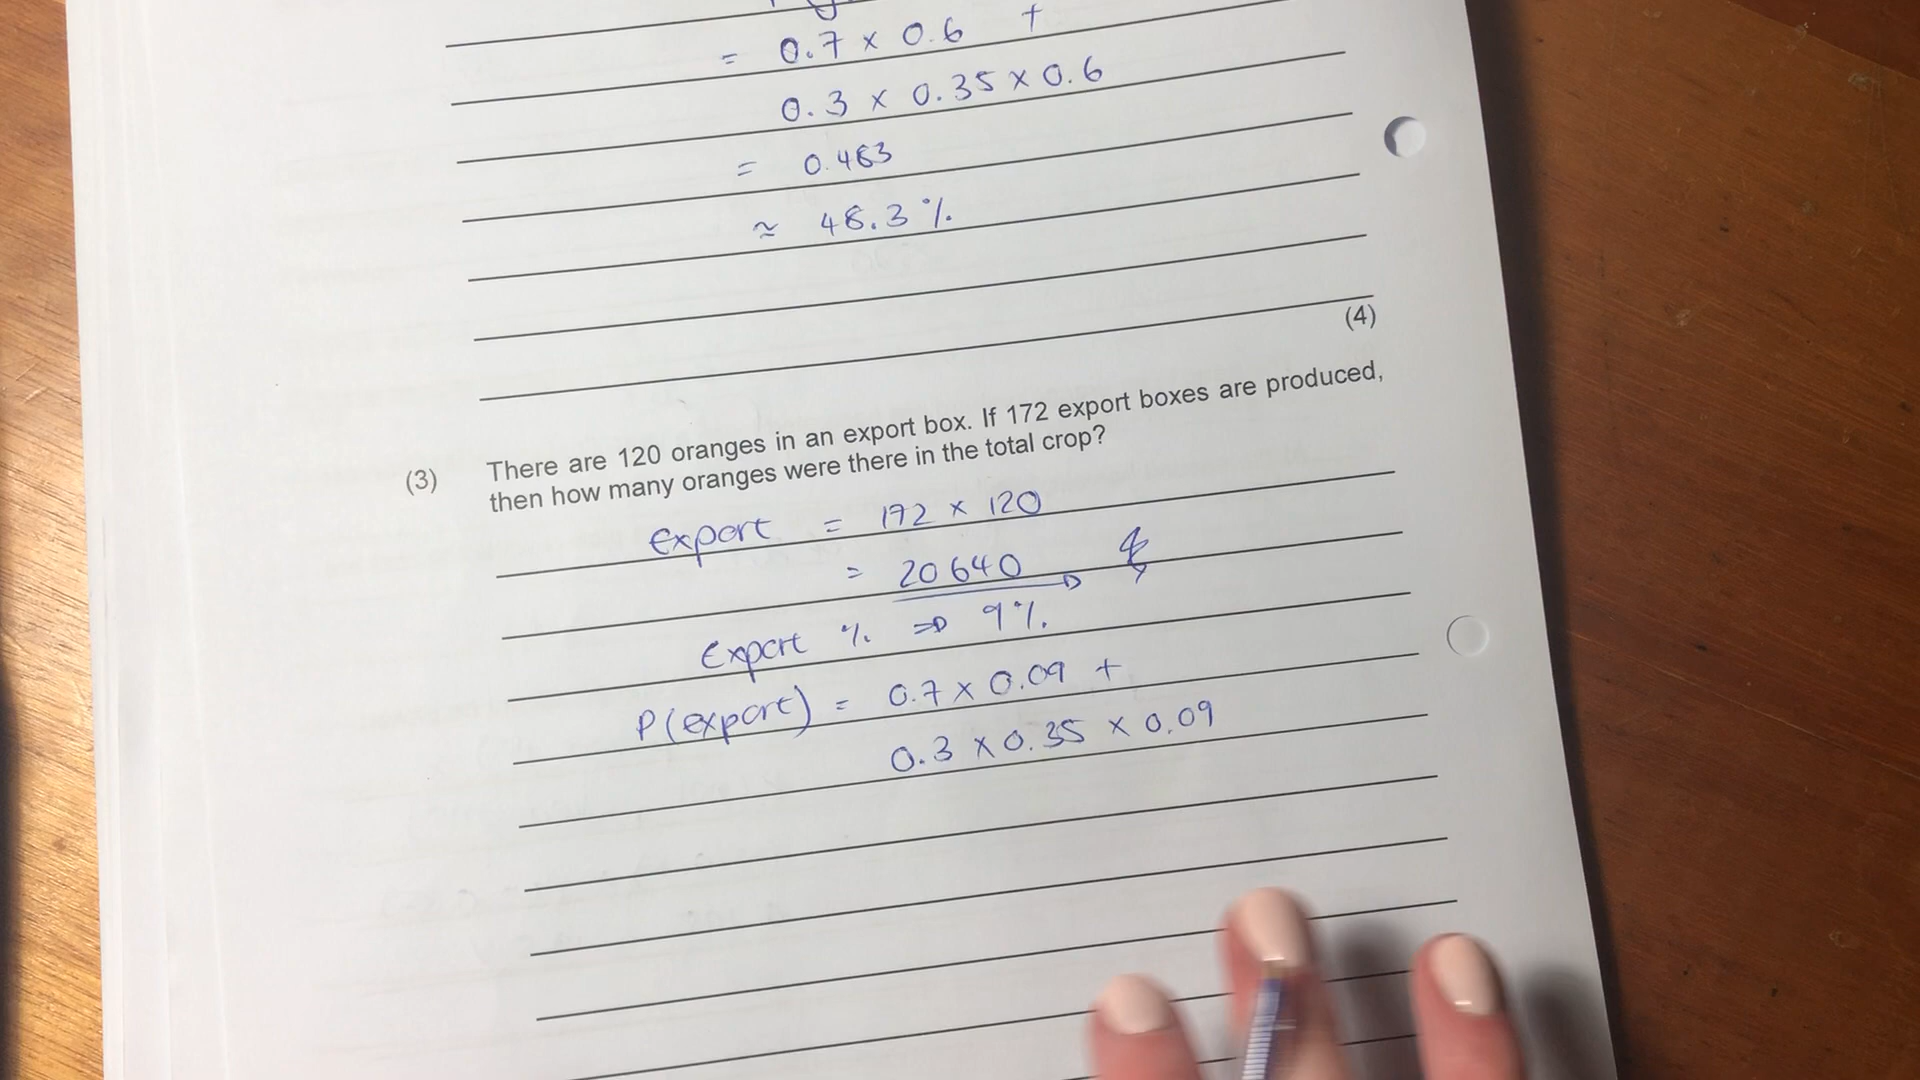 = 0.7 × 0.6 +
0.3 × 0.35 × 0.6
= 0.483
≈ 48.3 %
(4)
(3) There are 120 oranges in an export box. If 172 export boxes are produced,
then how many oranges were there in the total crop?
export = 172 × 120
= 20 640
Export % ⇒ 9%.
P(export) = 0.7 × 0.09 +
0.3 × 0.35 × 0.09